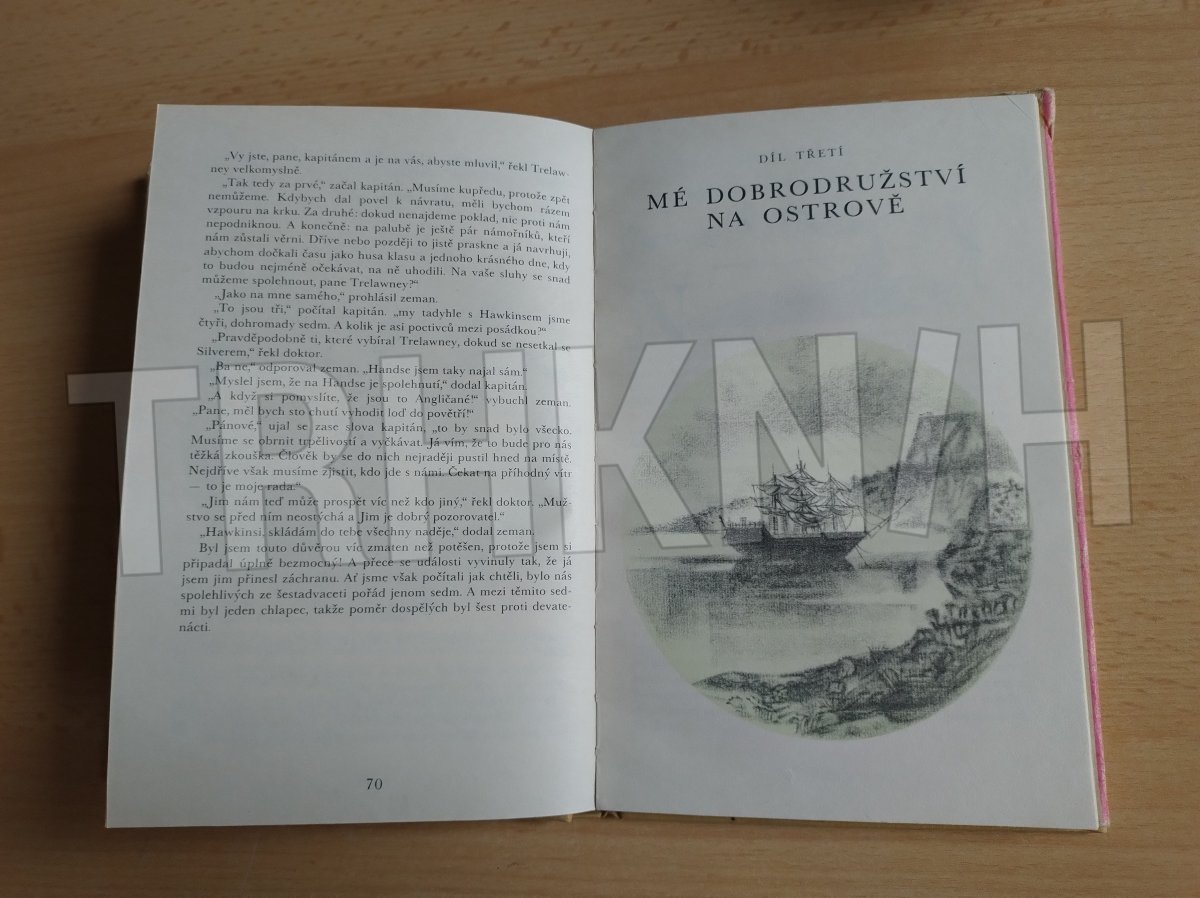 „Vy jste, pane, kapitánem a je na vás, abyste mluvil,“ řekl Trelaw-
ney velkomyslně.
„Tak tedy za prvé,“ začal kapitán. „Musíme kupředu, protože zpět
nemůžeme. Kdybych dal povel k návratu, měli bychom rázem
vzpouru na krku. Za druhé: dokud nenajdeme poklad, nic proti nám
nepodniknou. A konečně: na palubě je ještě pár námořníků, kteří
nám zůstali věrni. Dříve nebo později to jistě praskne a já navrhuji,
abychom dočkali času jako husa klasu a jednoho krásného dne, kdy
to budou nejméně očekávat, na ně uhodili. Na vaše sluhy se snad
můžeme spolehnout, pane Trelawney?“
„Jako na mne samého,“ prohlásil zeman.
„To jsou tři,“ počítal kapitán, „my tadyhle s Hawkinsem jsme
čtyři, dohromady sedm. A kolik je asi poctivců mezi posádkou?“
„Pravděpodobně ti, které vybíral Trelawney, dokud se nesetkal se
Silverem,“ řekl doktor.
„Ba ne,“ odporoval zeman. „Handse jsem taky najal sám.“
„Myslel jsem, že na Handse je spolehnutí,“ dodal kapitán.
„A když si pomyslíte, že jsou to Angličané!“ vybuchl zeman.
„Pane, měl bych sto chutí vyhodit loď do povětří!“
„Pánové,“ ujal se zase slova kapitán, „to by snad bylo všecko.
Musíme se obrnit trpělivostí a vyčkávat. Já vím, že to bude pro nás
těžká zkouška. Člověk by se do nich nejraději pustil hned na místě.
Nejdříve však musíme zjistit, kdo jde s námi. Čekat na příhodný vítr
— to je moje rada.“
„Jim nám teď může prospět víc než kdo jiný,“ řekl doktor. „Muž-
stvo se před ním neostýchá a Jim je dobrý pozorovatel.“
„Hawkinsi, skládám do tebe všechny naděje,“ dodal zeman.
Byl jsem touto důvěrou víc zmaten než potěšen, protože jsem si
připadal úplně bezmocný! A přece se události vyvinuly tak, že já
jsem jim přinesl záchranu. Ať jsme však počítali jak chtěli, bylo nás
spolehlivých ze šestadvaceti pořád jenom sedm. A mezi těmito sed-
mi byl jeden chlapec, takže poměr dospělých byl šest proti devate-
nácti.
70
DÍL TŘETÍ
MÉ DOBRODRUŽSTVÍ
NA OSTROVĚ
TRHKNIH